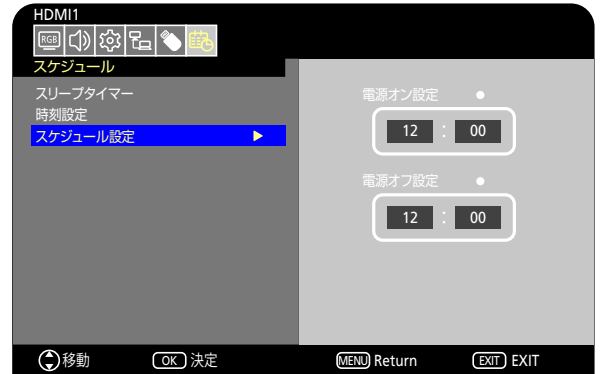 HDMI1
RGB
スケジュール
スリープタイマー
時刻設定
スケジュール設定
電源オン設定
12 : 00
電源オフ設定
12 : 00
移動 OK 決定 MENU Return EXIT EXIT